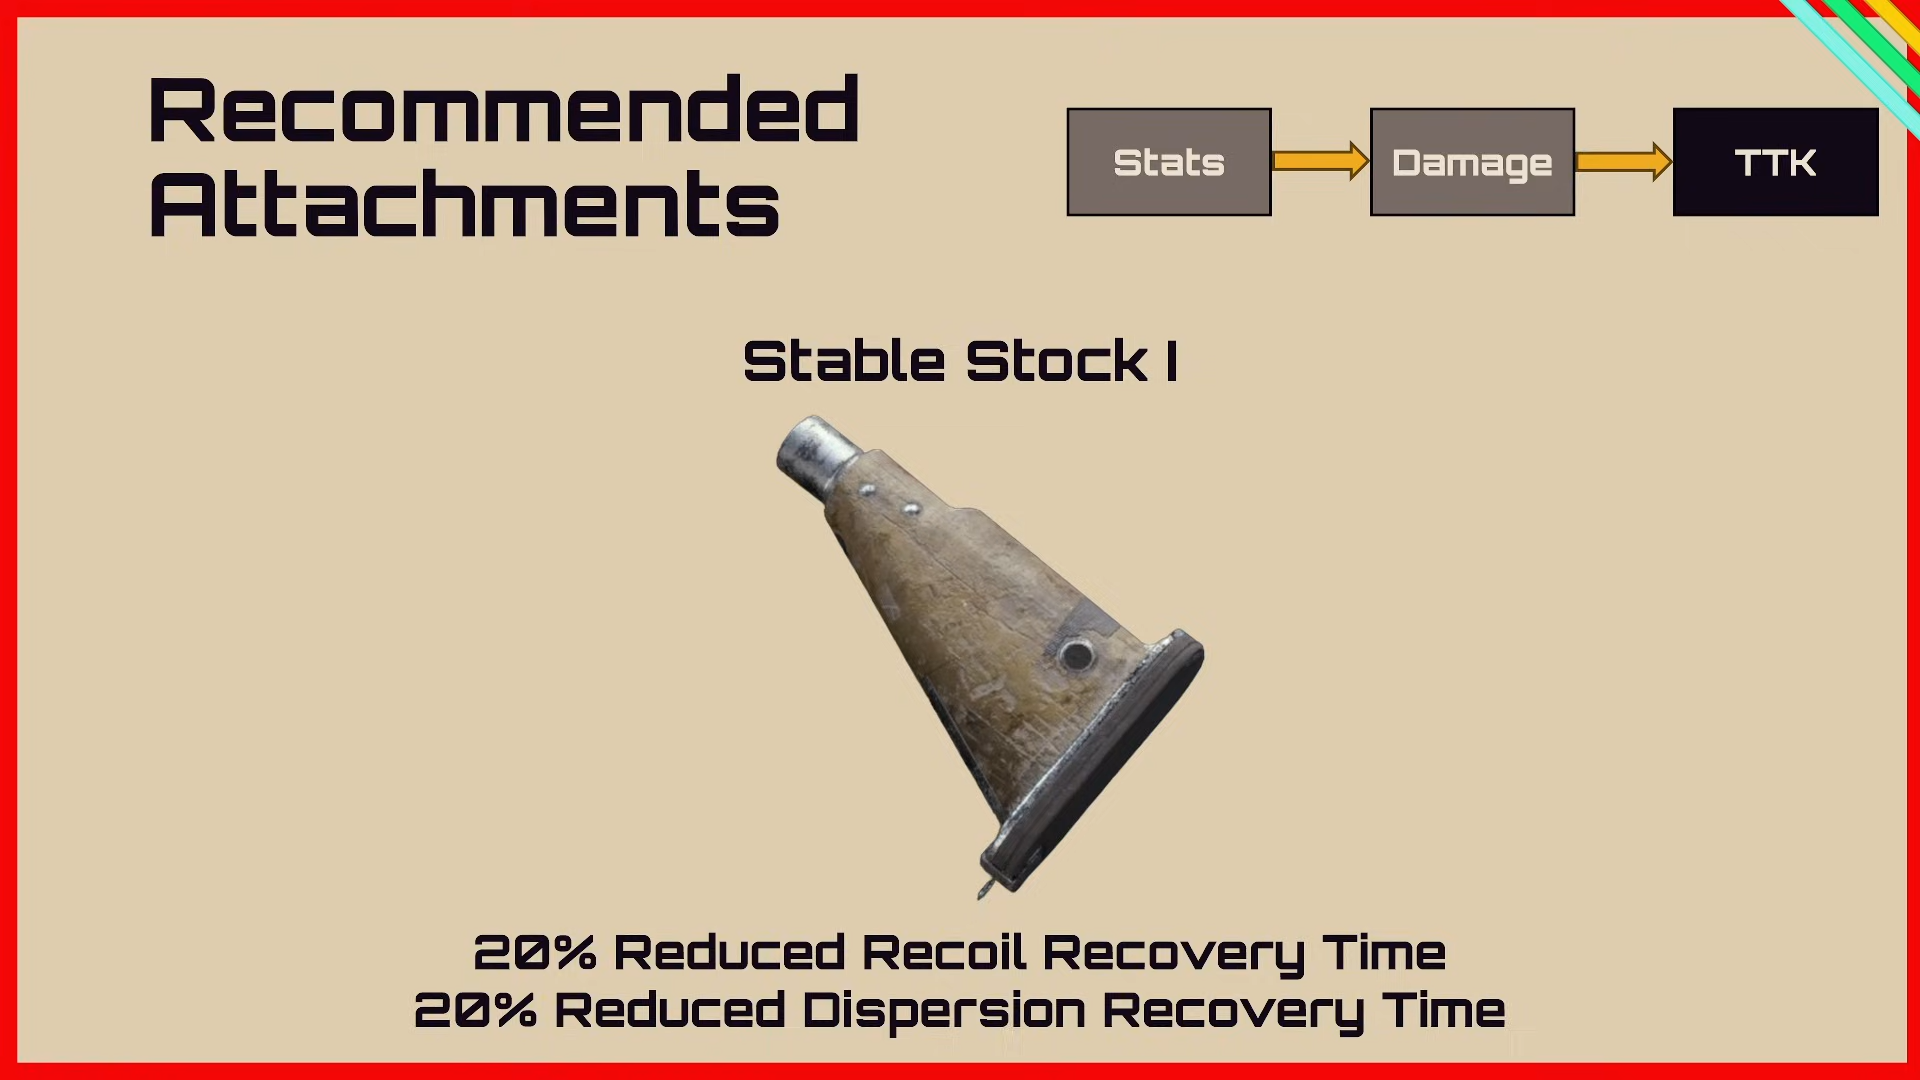 Recommended
Attachments
Stats
Damage
TTK
Stable Stock I
20% Reduced Recoil Recovery Time
20% Reduced Dispersion Recovery Time